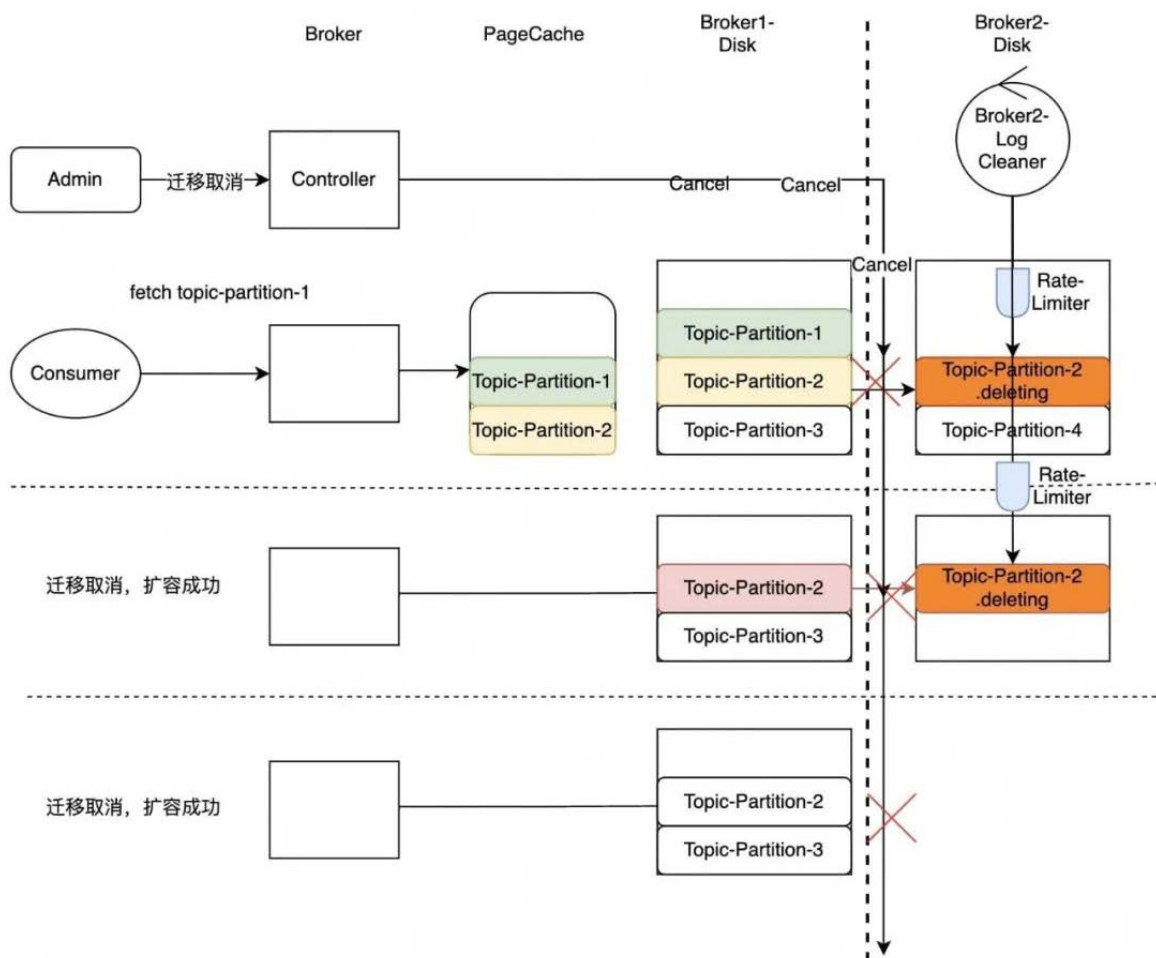 Broker
PageCache
Broker1-
Disk
Broker2-
Disk
Broker2-
Log
Cleaner
Admin
迁移取消
Controller
Cancel
Cancel
Cancel
fetch topic-partition-1
Rate-
Limiter
Consumer
Topic-Partition-1
Topic-Partition-2
Topic-Partition-1
Topic-Partition-2
Topic-Partition-3
Topic-Partition-2
.deleting
Topic-Partition-4
Rate-
Limiter
迁移取消，扩容成功
Topic-Partition-2
Topic-Partition-3
Topic-Partition-2
.deleting
迁移取消，扩容成功
Topic-Partition-2
Topic-Partition-3